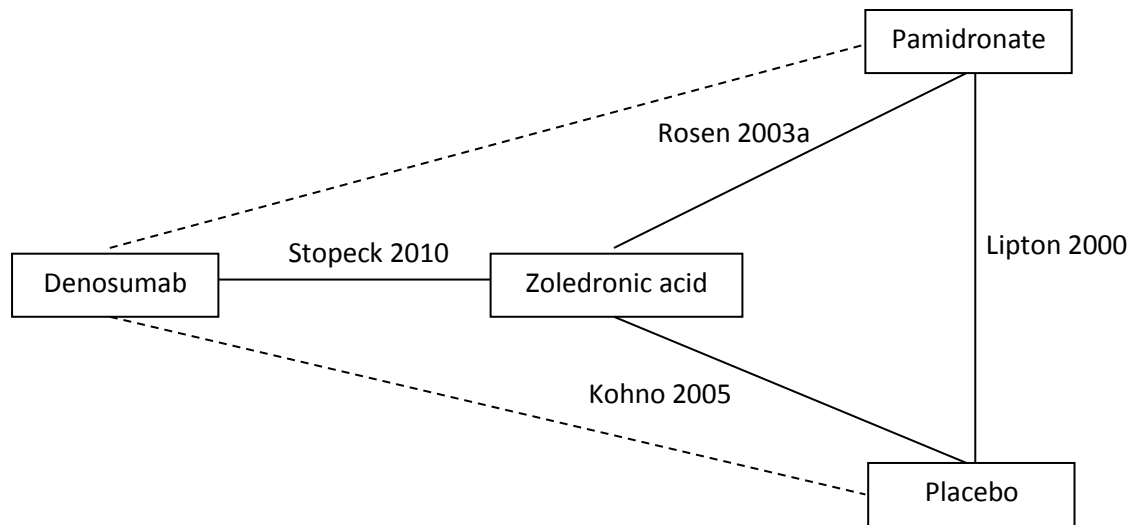 Pamidronate
Rosen 2003a
Stopeck 2010
Lipton 2000
Denosumab
Zoledronic acid
Kohno 2005
Placebo